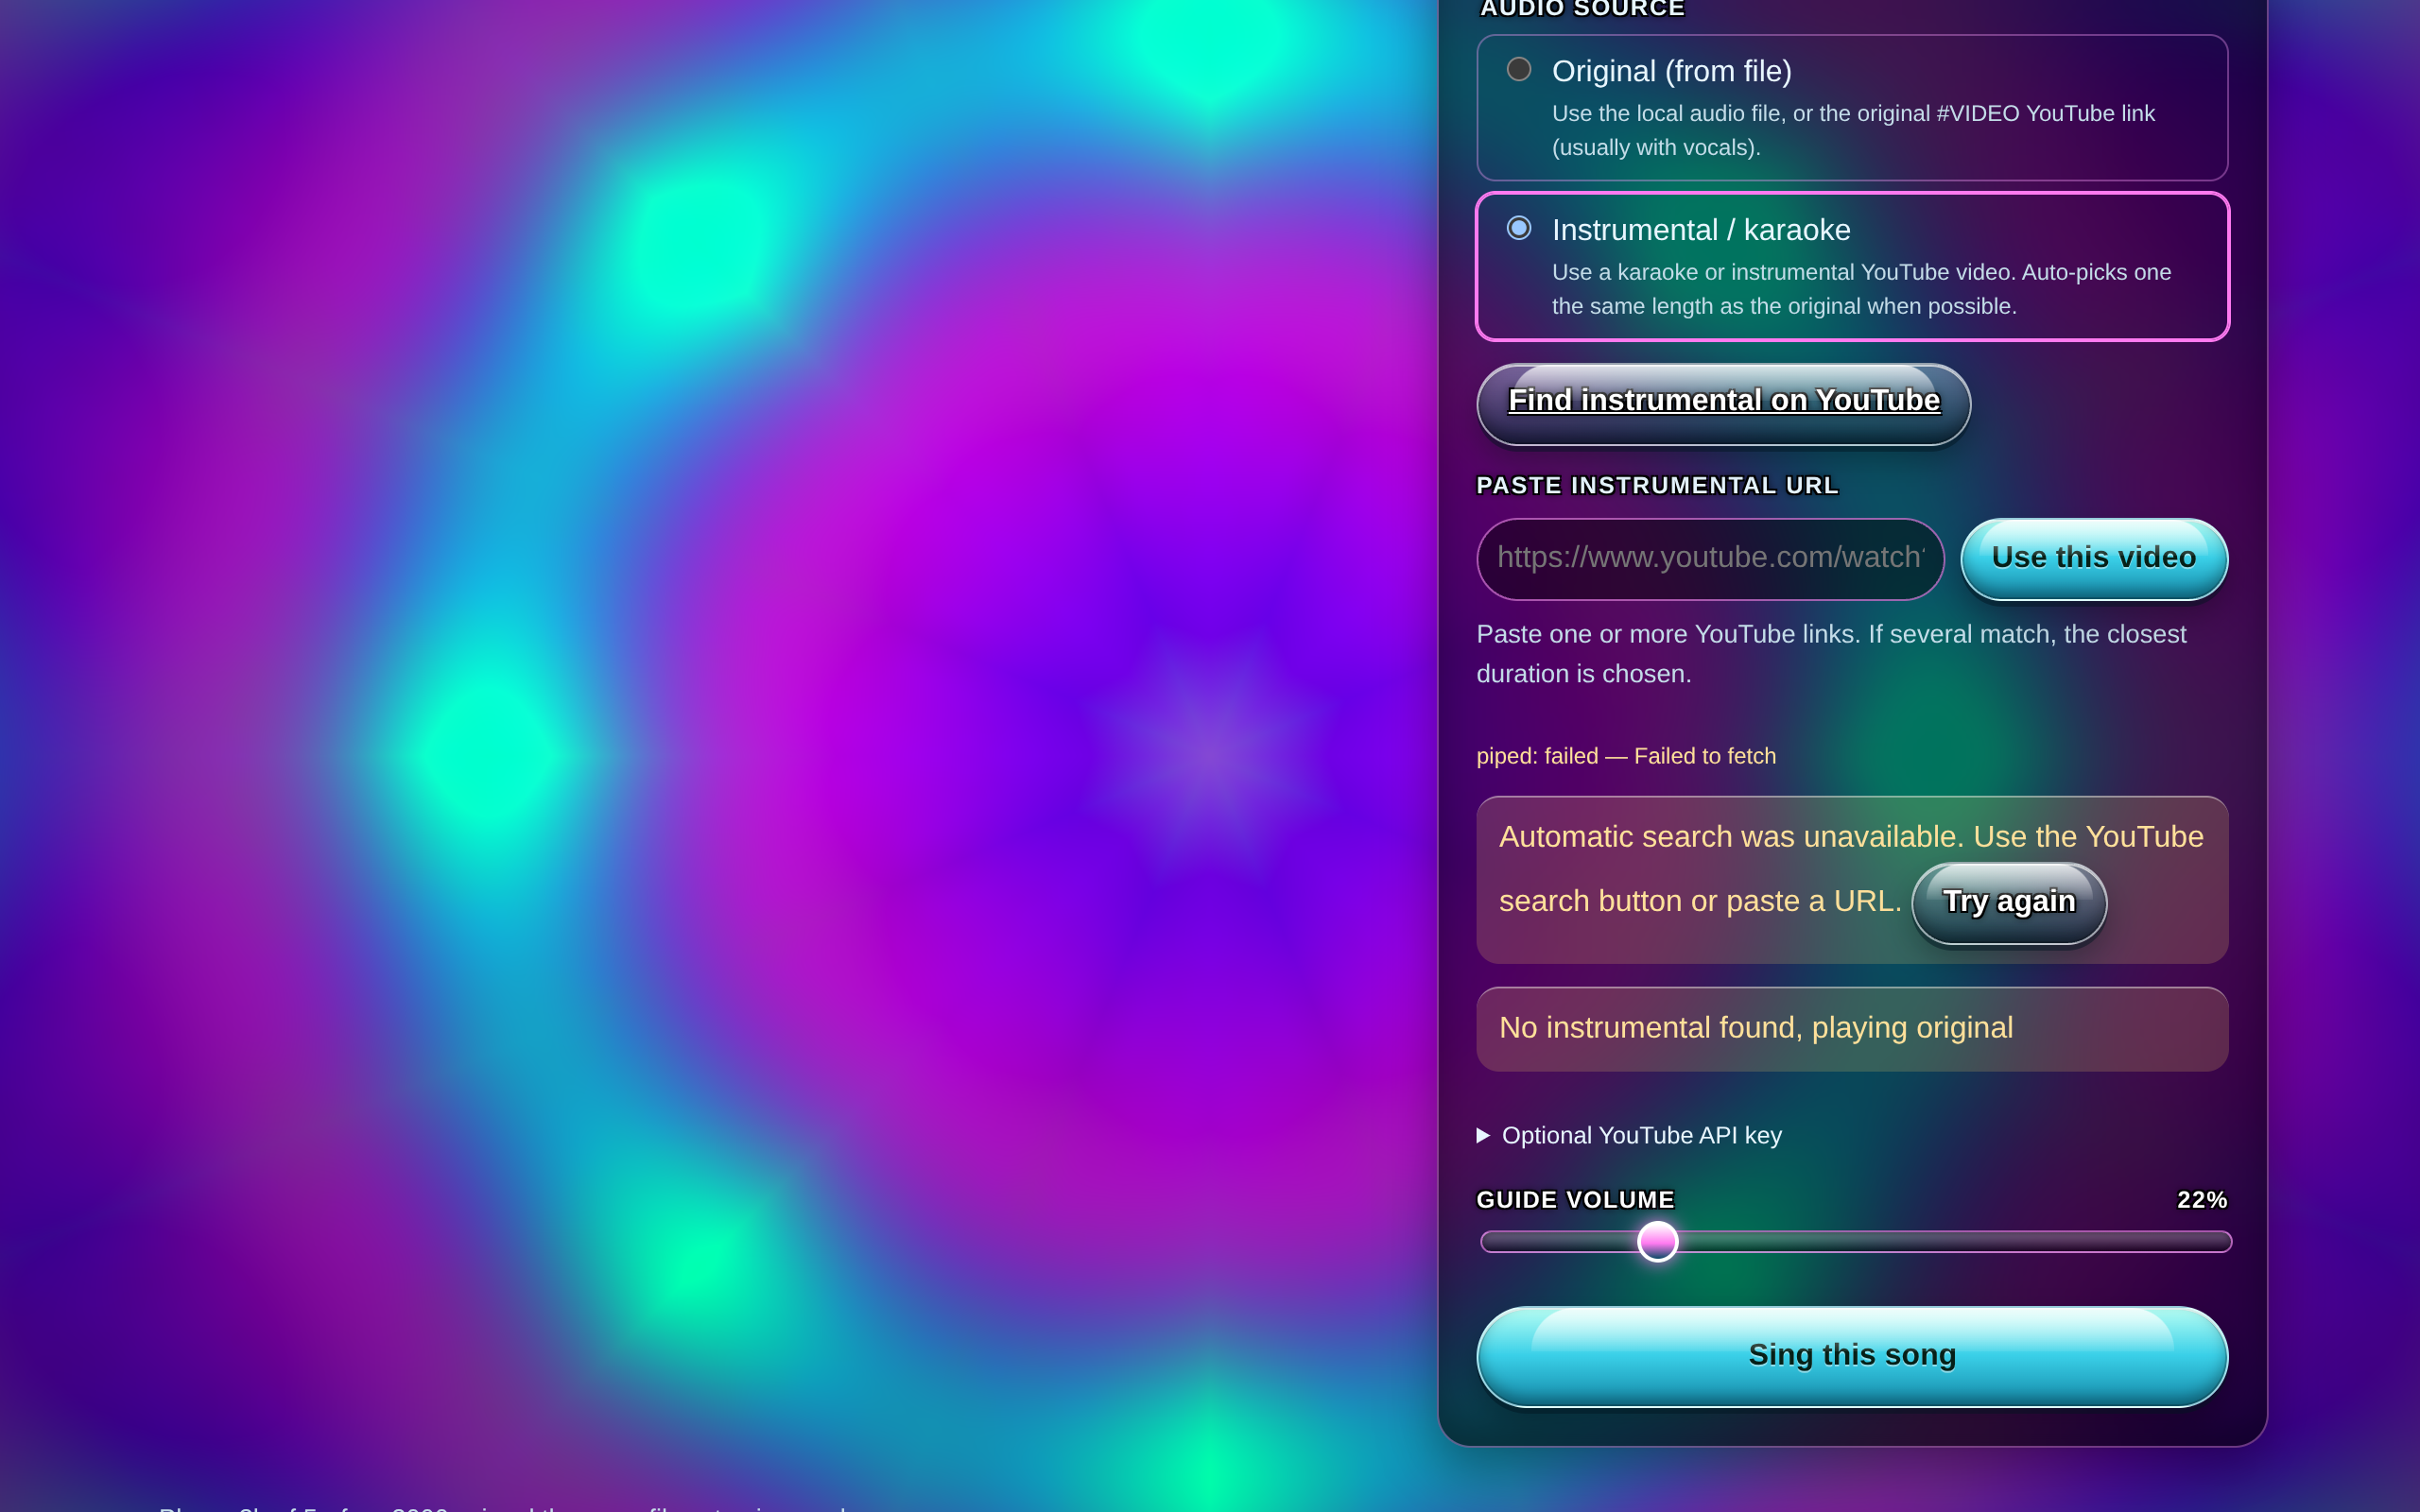 AUDIO SOURCE
Original (from file)
Use the local audio file, or the original #VIDEO YouTube link
(usually with vocals).
Instrumental / karaoke
Use a karaoke or instrumental YouTube video. Auto-picks one
the same length as the original when possible.
Find instrumental on YouTube
PASTE INSTRUMENTAL URL
https://www.youtube.com/watch
Use this video
Paste one or more YouTube links. If several match, the closest
duration is chosen.
piped: failed — Failed to fetch
Automatic search was unavailable. Use the YouTube
search button or paste a URL.
Try again
No instrumental found, playing original
Optional YouTube API key
GUIDE VOLUME 22%
Sing this song